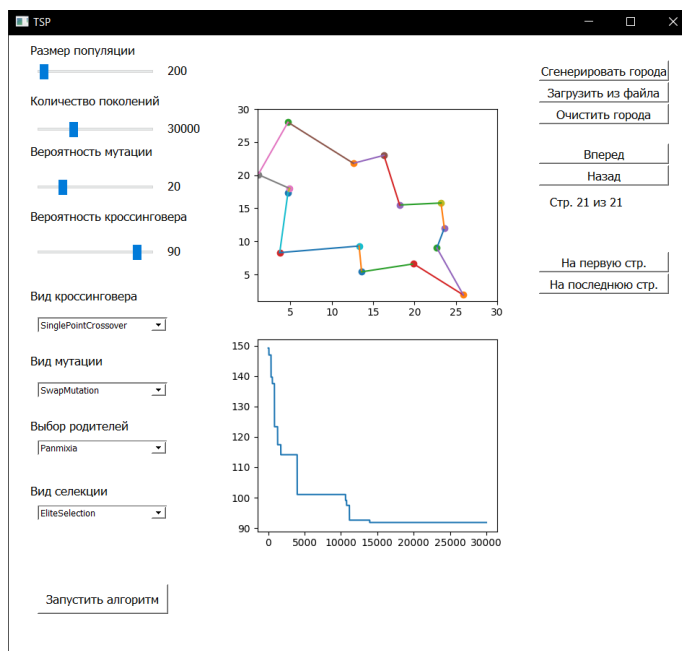 TSP
Размер популяции
200
Количество поколений
30000
Вероятность мутации
20
Вероятность кроссинговера
90
Вид кроссинговера
SinglePointCrossover
Вид мутации
SwapMutation
Выбор родителей
Panmixia
Вид селекции
EliteSelection
Запустить алгоритм
30
25
20
15
10
5
5 10 15 20 25 30
150
140
130
120
110
100
90
0 5000 10000 15000 20000 25000 30000
Сгенерировать города
Загрузить из файла
Очистить города
Вперед
Назад
Стр. 21 из 21
На первую стр.
На последнюю стр.